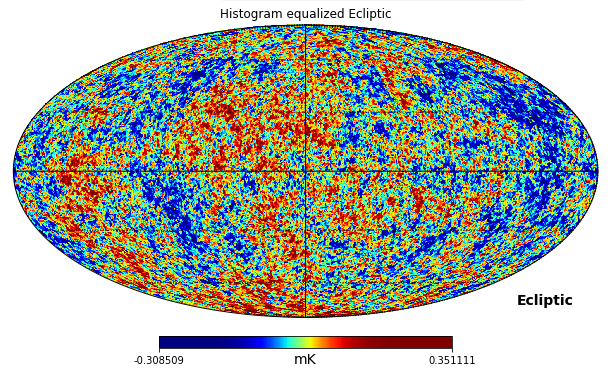 Histogram equalized Ecliptic
Ecliptic
-0.308509 mK 0.351111